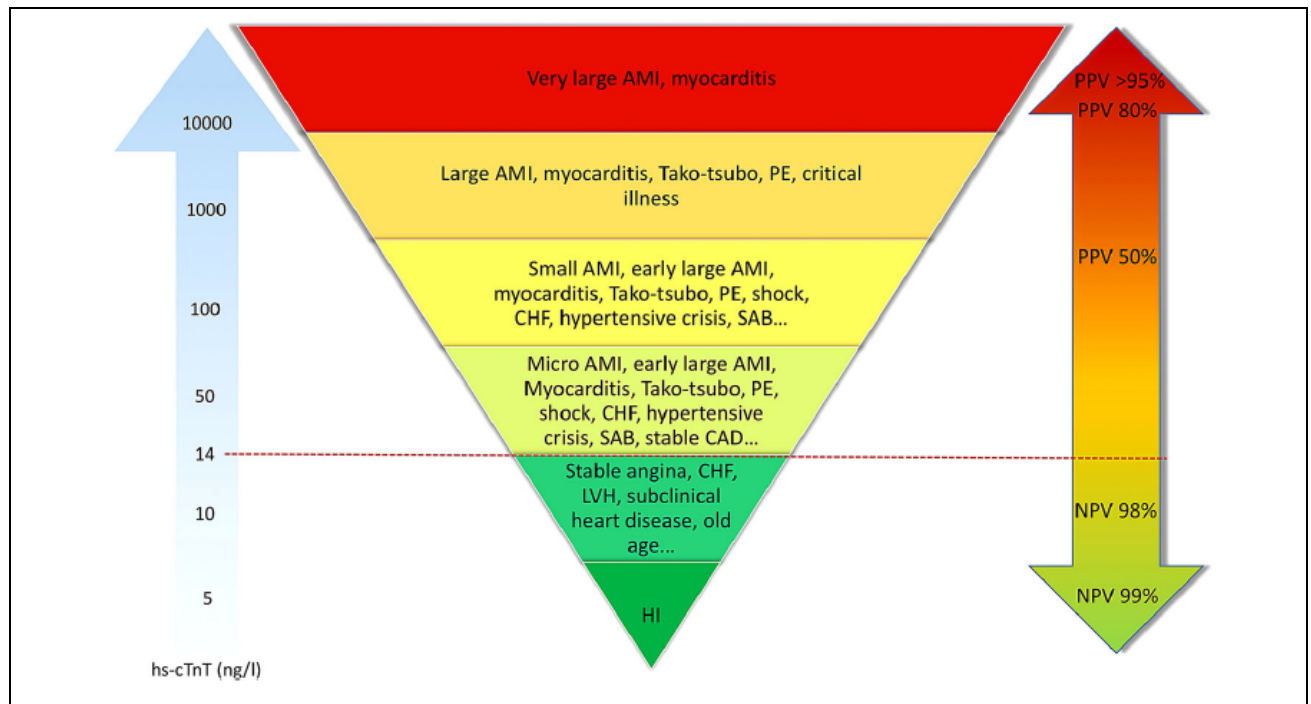 Very large AMI, myocarditis
Large AMI, myocarditis, Tako-tsubo, PE, critical
illness
Small AMI, early large AMI,
myocarditis, Tako-tsubo, PE, shock,
CHF, hypertensive crisis, SAB...
Micro AMI, early large AMI,
Myocarditis, Tako-tsubo, PE,
shock, CHF, hypertensive
crisis, SAB, stable CAD...
Stable angina, CHF,
LVH, subclinical
heart disease, old
age...
HI
10000
1000
100
50
14
10
5
hs-cTnT (ng/l)
PPV >95%
PPV 80%
PPV 50%
NPV 98%
NPV 99%